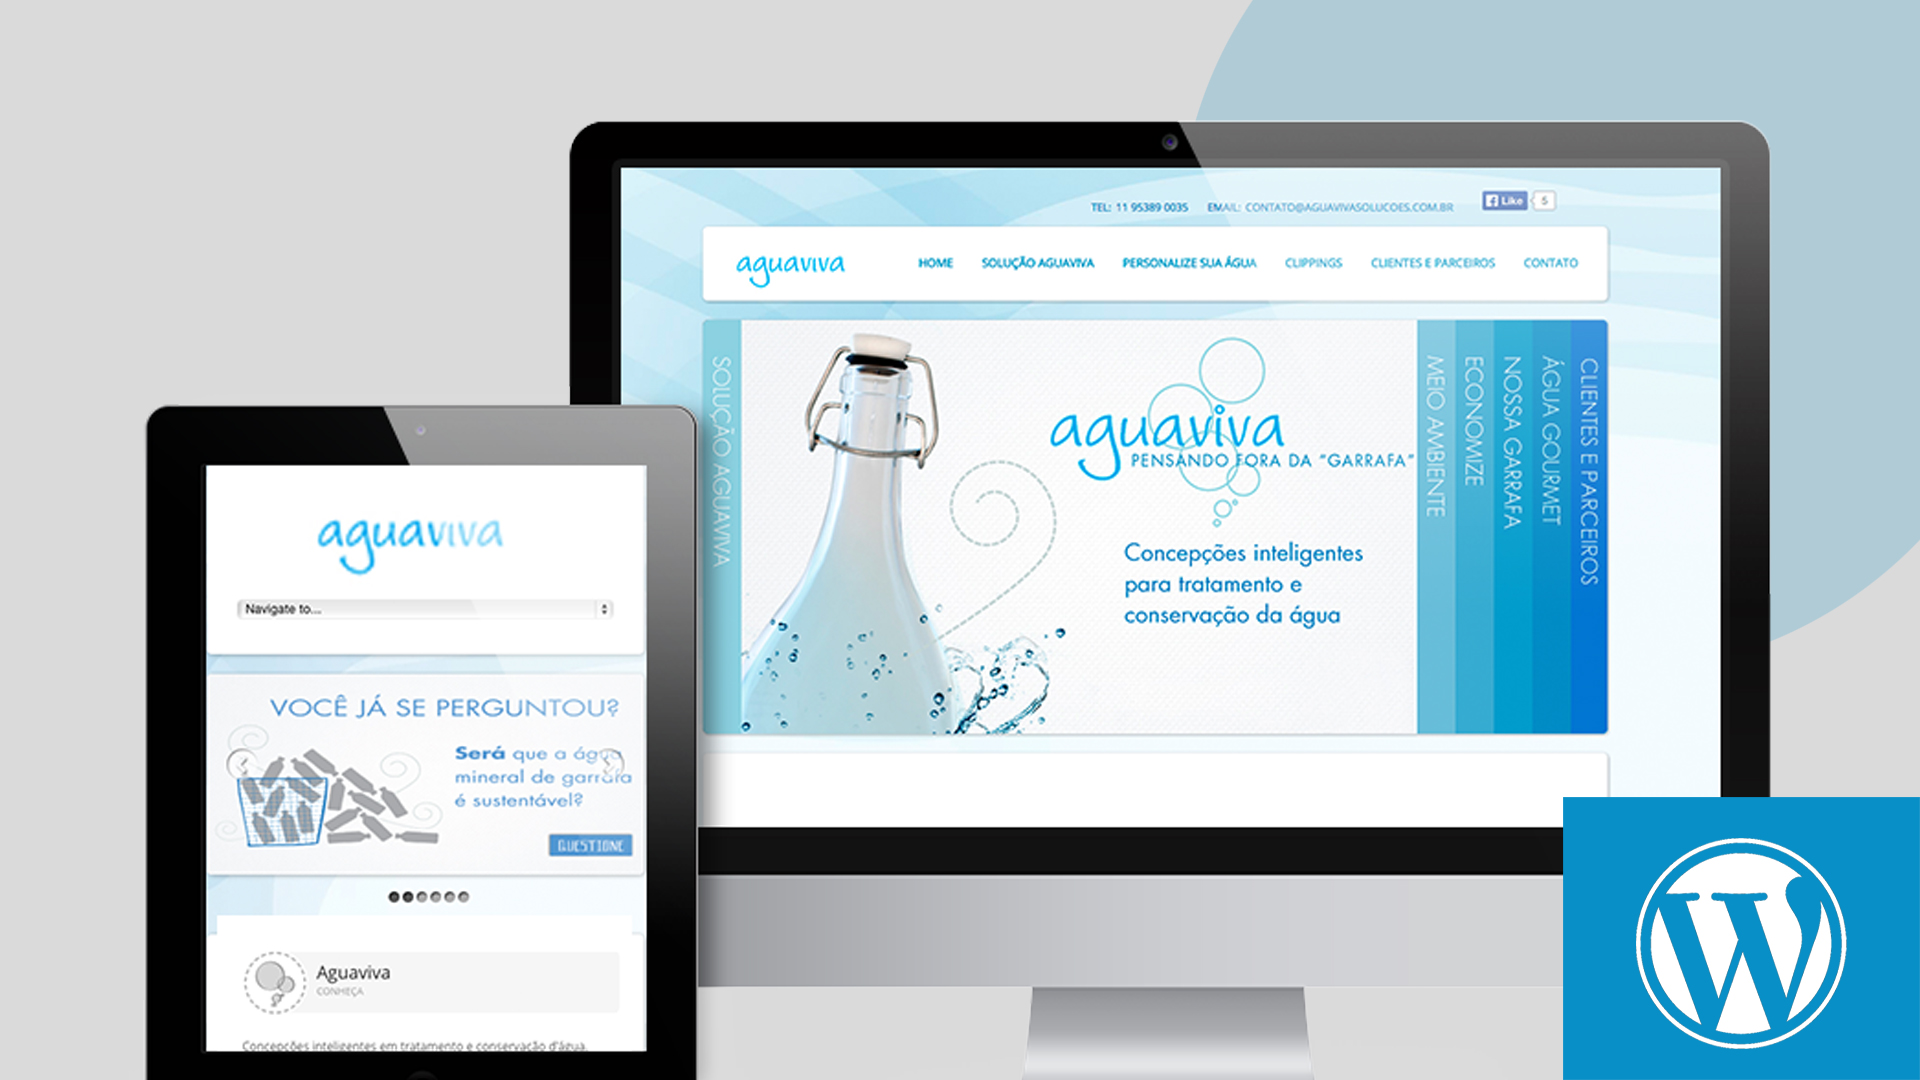 TEL: 11 95389 0035 EMAIL: CONTATO@AGUAVIVASOLUCOES.COM.BR
Like 5
aguaviva HOME SOLUÇÃO AGUAVIVA PERSONALIZE SUA ÁGUA CLIPPINGS CLIENTES E PARCEIROS CONTATO
SOLUÇÃO AGUAVIVA
aguaviva
PENSANDO FORA DA “GARRAFA”
Concepções inteligentes
para tratamento e
conservação da água
MEIO AMBIENTE
ECONOMIZE
NOSSA GARRAFA
ÁGUA GOURMET
CLIENTES E PARCEIROS
aguaviva
Navigate to...
VOCÊ JÁ SE PERGUNTOU?
Será que a água
mineral de garrafa
é sustentável?
QUESTIONE
Aguaviva
CONHEÇA
Concepções inteligentes em tratamento e conservação d'água.
W